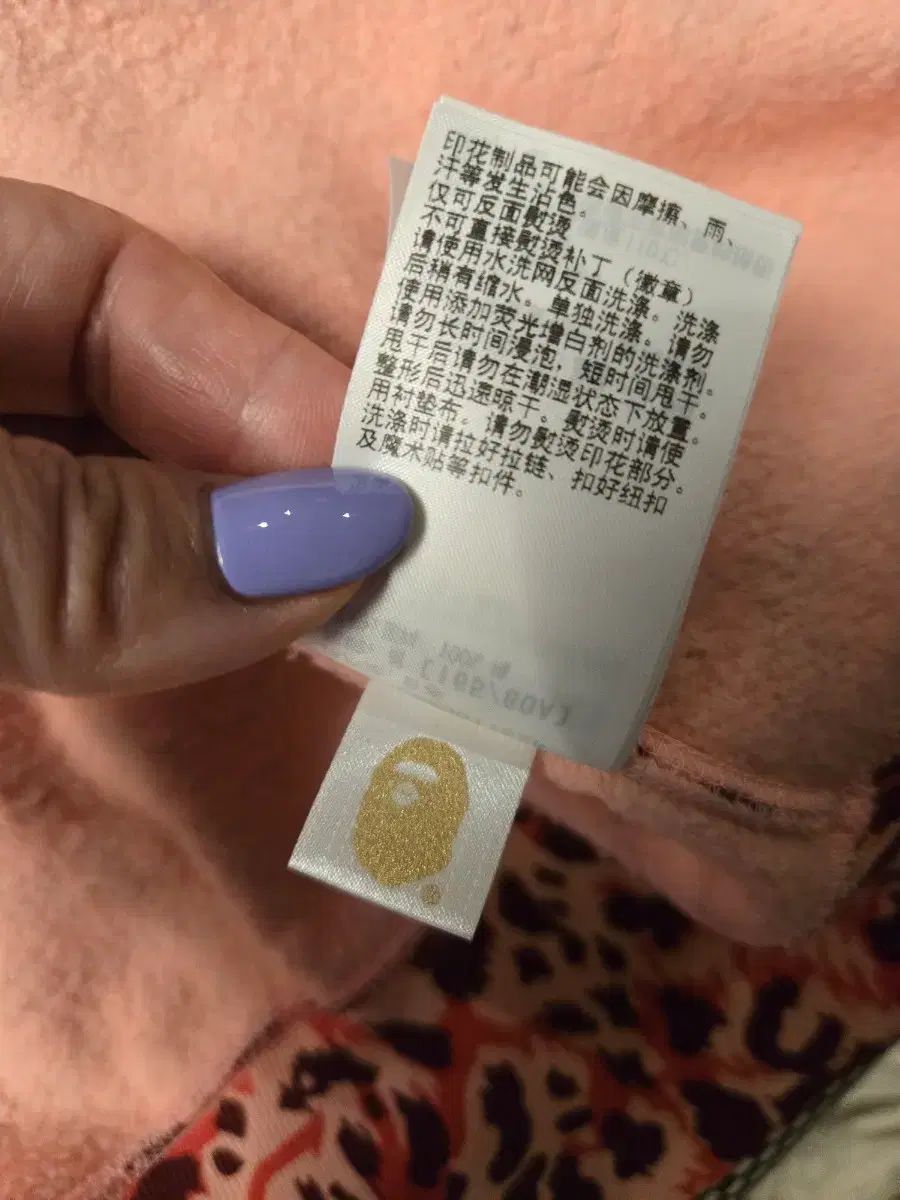 印花制品可能会因摩擦、雨、
汗等发生沾色。
仅可反面熨烫
不可直接熨烫补丁（徽章）
请使用水洗网反面洗涤。洗涤
后稍有缩水。单独洗涤。请勿
使用添加荧光增白剂的洗涤剂。
请勿长时间浸泡，短时间甩干。
甩干后请勿在潮湿状态下放置。
整形后迅速晾干。熨烫时请使
用衬垫布。请勿熨烫印花部分。
洗涤时请拉好拉链、扣好纽扣
及魔术贴等扣件。
[165/80A]
®